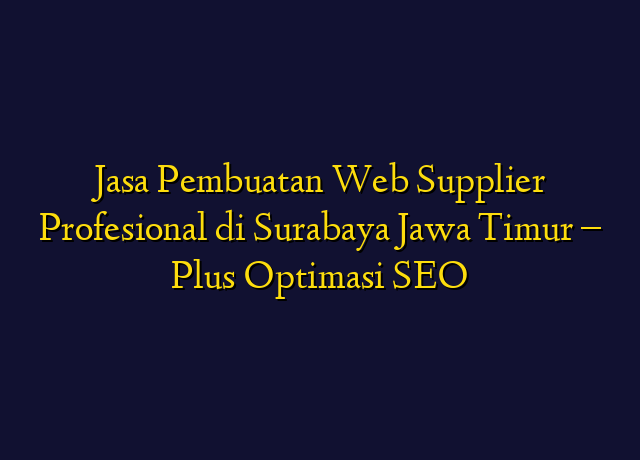 Jasa Pembuatan Web Supplier
Profesional di Surabaya Jawa Timur –
Plus Optimasi SEO